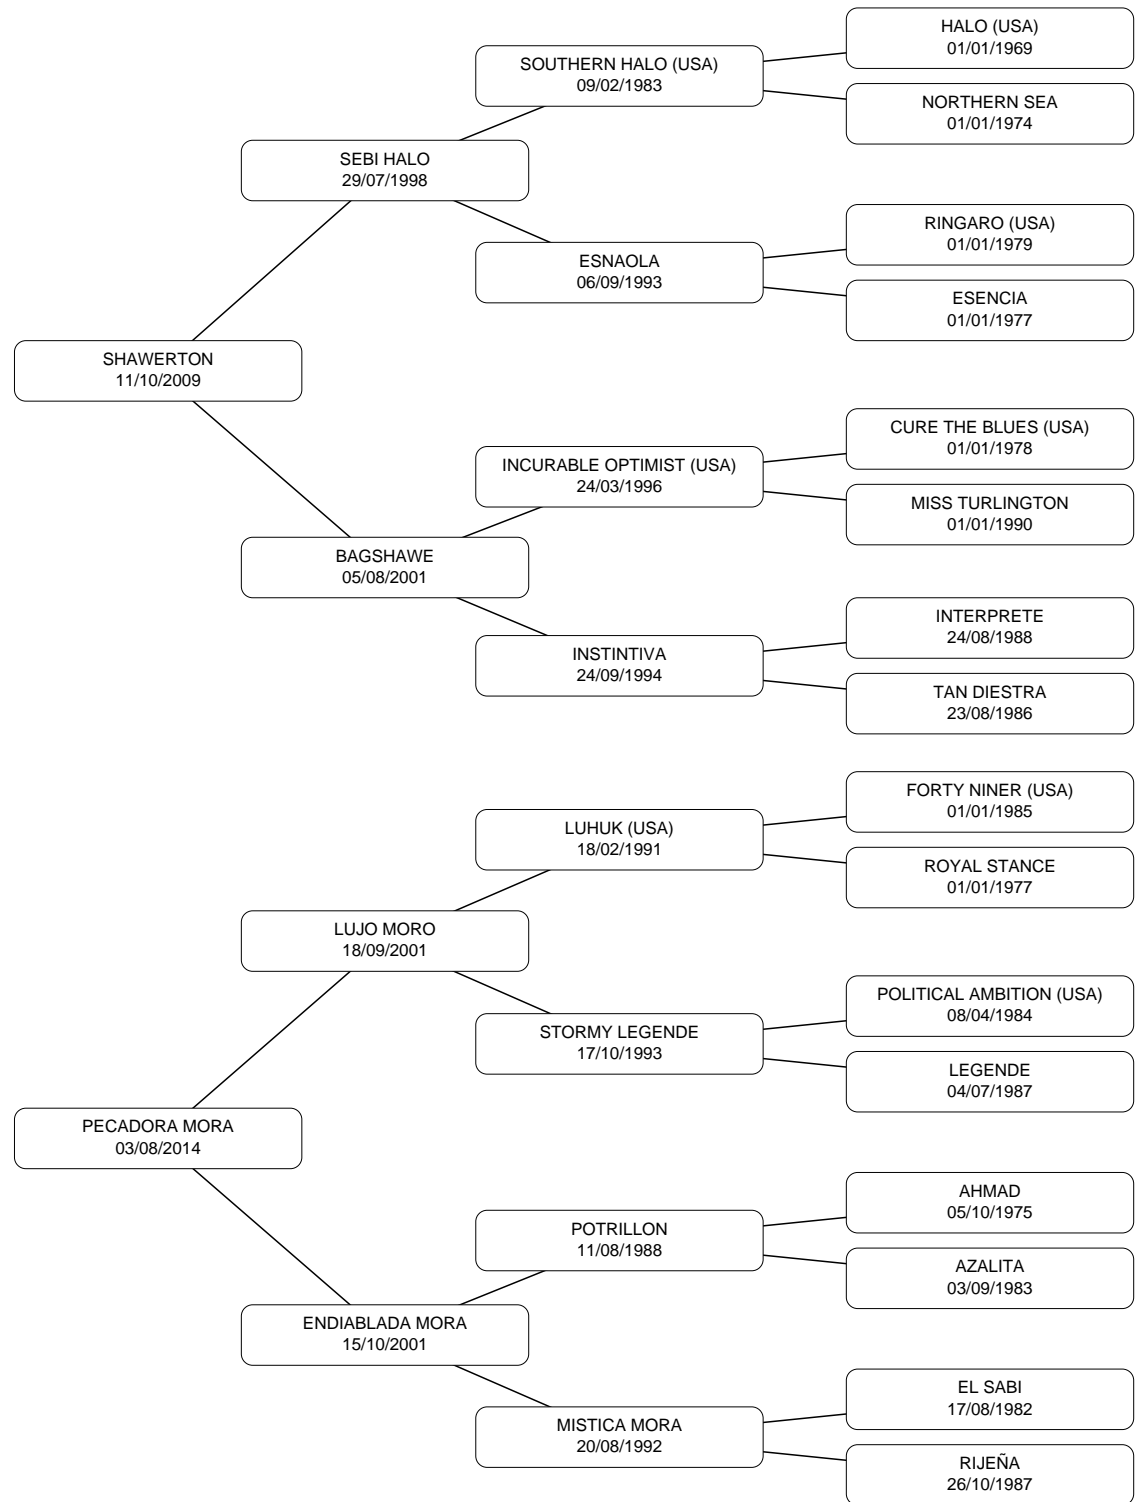 HALO (USA)
01/01/1969
SOUTHERN HALO (USA)
09/02/1983
NORTHERN SEA
01/01/1974
SEBI HALO
29/07/1998
RINGARO (USA)
01/01/1979
ESNAOLA
06/09/1993
ESENCIA
01/01/1977
SHAWERTON
11/10/2009
CURE THE BLUES (USA)
01/01/1978
INCURABLE OPTIMIST (USA)
24/03/1996
MISS TURLINGTON
01/01/1990
BAGSHAWE
05/08/2001
INTERPRETE
24/08/1988
INSTINTIVA
24/09/1994
TAN DIESTRA
23/08/1986
FORTY NINER (USA)
01/01/1985
LUHUK (USA)
18/02/1991
ROYAL STANCE
01/01/1977
LUJO MORO
18/09/2001
POLITICAL AMBITION (USA)
08/04/1984
STORMY LEGENDE
17/10/1993
LEGENDE
04/07/1987
PECADORA MORA
03/08/2014
AHMAD
05/10/1975
POTRILLON
11/08/1988
AZALITA
03/09/1983
ENDIABLADA MORA
15/10/2001
EL SABI
17/08/1982
MISTICA MORA
20/08/1992
RIJEÑA
26/10/1987